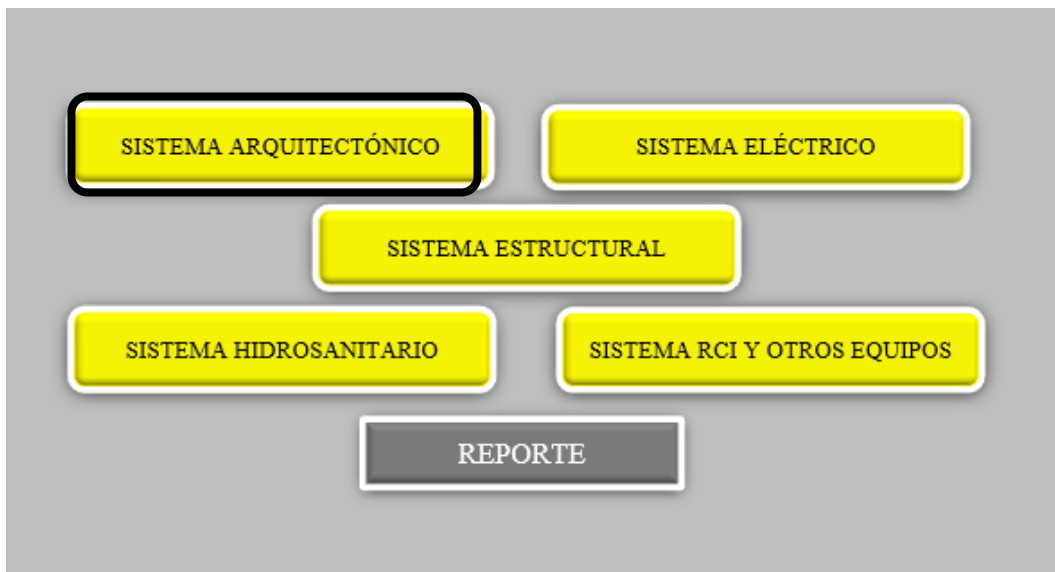 SISTEMA ARQUITECTÓNICO
SISTEMA ELÉCTRICO
SISTEMA ESTRUCTURAL
SISTEMA HIDROSANITARIO
SISTEMA RCI Y OTROS EQUIPOS
REPORTE